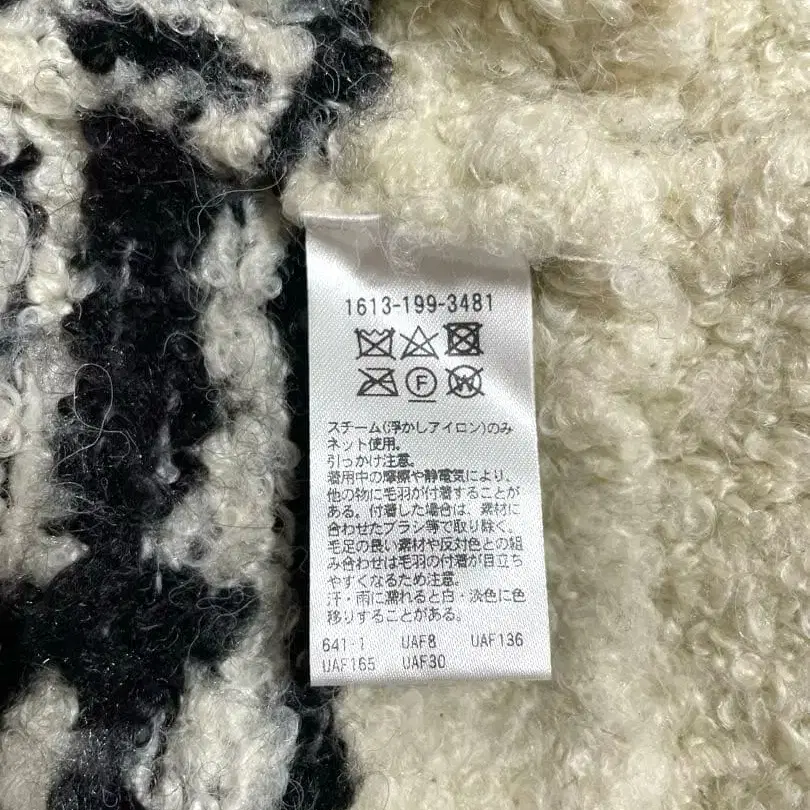 1613-199-3481
F
W
スチーム(浮かしアイロン)のみ
ネット使用。
引っかけ注意。
着用中の摩擦や静電気により、
他の物に毛羽が付着することが
ある。付着した場合は、素材に
合わせたブラシ等で取り除く。
毛足の長い素材や反対色との組
み合わせは毛羽の付着が目立ち
やすくなるため注意。
汗・雨に濡れると白・淡色に色
移りすることがある。
641-1 UAF8 UAF136
UAF165 UAF30